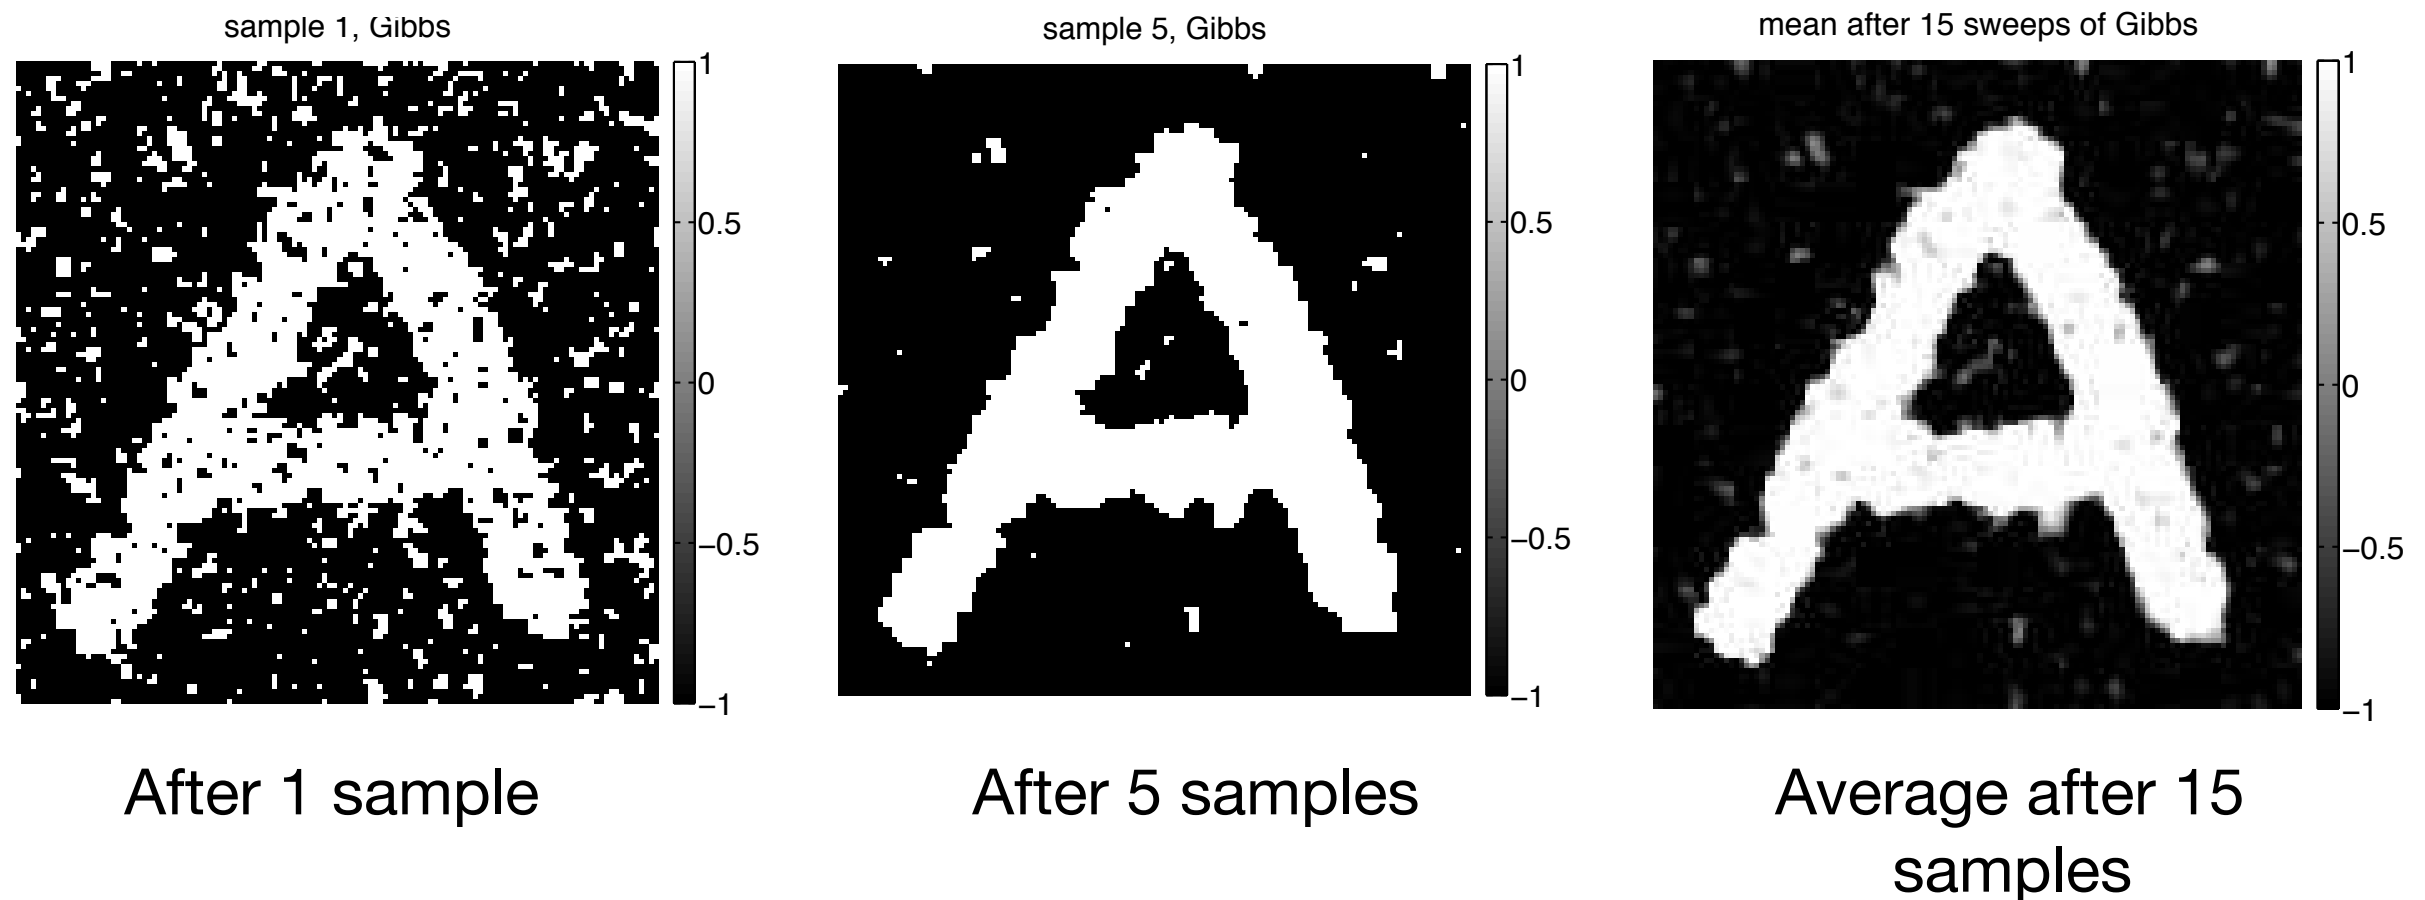 sample 1, Gibbs
1
0.5
0
−0.5
−1
After 1 sample
sample 5, Gibbs
1
0.5
0
−0.5
−1
After 5 samples
mean after 15 sweeps of Gibbs
1
0.5
0
−0.5
−1
Average after 15
samples
A
A
A